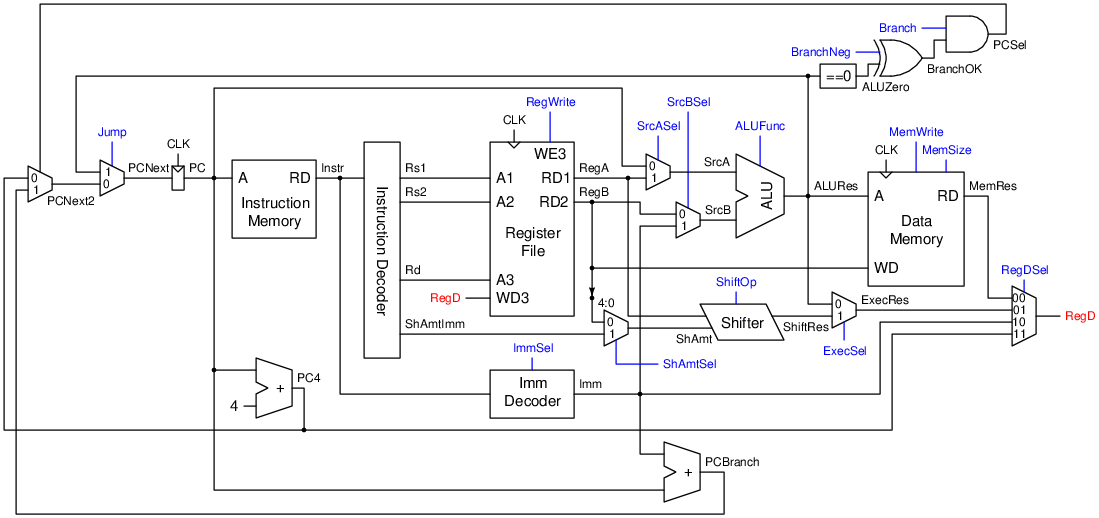 Branch
PCSel
BranchNeg
BranchOK
==0
ALUZero
RegWrite
SrcBSel
CLK
SrcASel
ALUFunc
MemWrite
Jump
CLK
CLK
MemSize
WE3
0
1
SrcA
0
1
PCNext2
1
0
PCNext
PC
A
RD
Instruction
Memory
Instr
Instruction Decoder
Rs1
Rs2
Rd
ShAmtImm
A1
A2
A3
WD3
RD1
RD2
Register
File
RegD
RegA
RegB
0
1
SrcB
ALU
ALURes
A
RD
Data
Memory
WD
MemRes
RegDSel
00
01
10
11
RegD
4:0
0
1
ShAmt
ShAmtSel
ShiftOp
Shifter
ShiftRes
0
1
ExecRes
ExecSel
ImmSel
Imm
Decoder
Imm
PC4
4
+
PCBranch
+